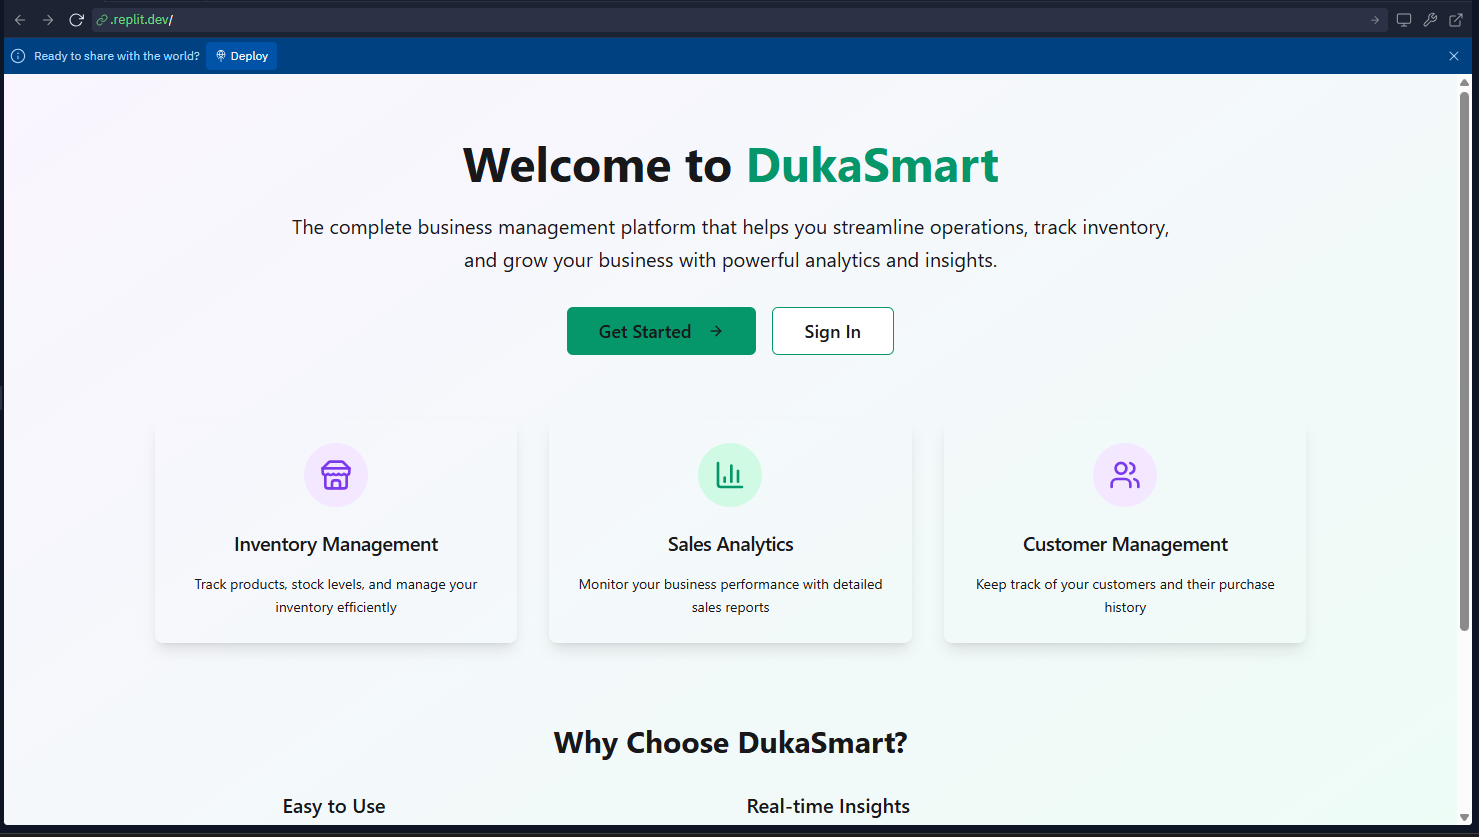 .replit.dev/
Ready to share with the world? Deploy
Welcome to DukaSmart
The complete business management platform that helps you streamline operations, track inventory,
and grow your business with powerful analytics and insights.
Get Started
Sign In
Inventory Management
Track products, stock levels, and manage your
inventory efficiently
Sales Analytics
Monitor your business performance with detailed
sales reports
Customer Management
Keep track of your customers and their purchase
history
Why Choose DukaSmart?
Easy to Use
Real-time Insights